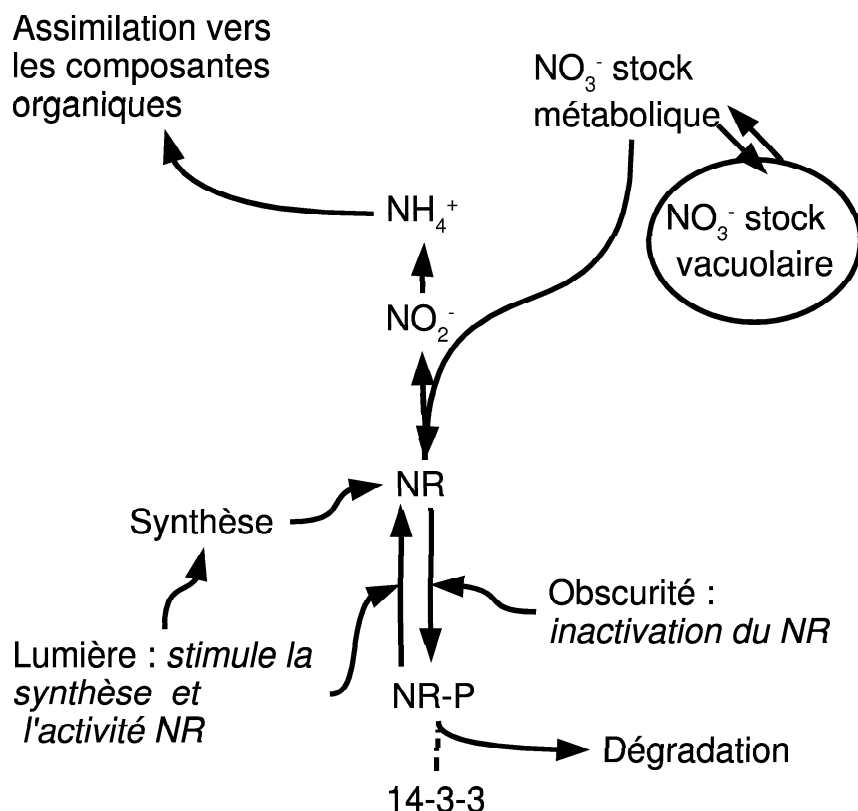 Assimilation vers
les composantes
organiques
NO₃⁻ stock
métabolique
NO₃⁻ stock
vacuolaire
NH₄⁺
NO₂⁻
NR
Synthèse
Obscurité :
inactivation du NR
Lumière : stimule la
synthèse et
l'activité NR
NR-P
Dégradation
14-3-3